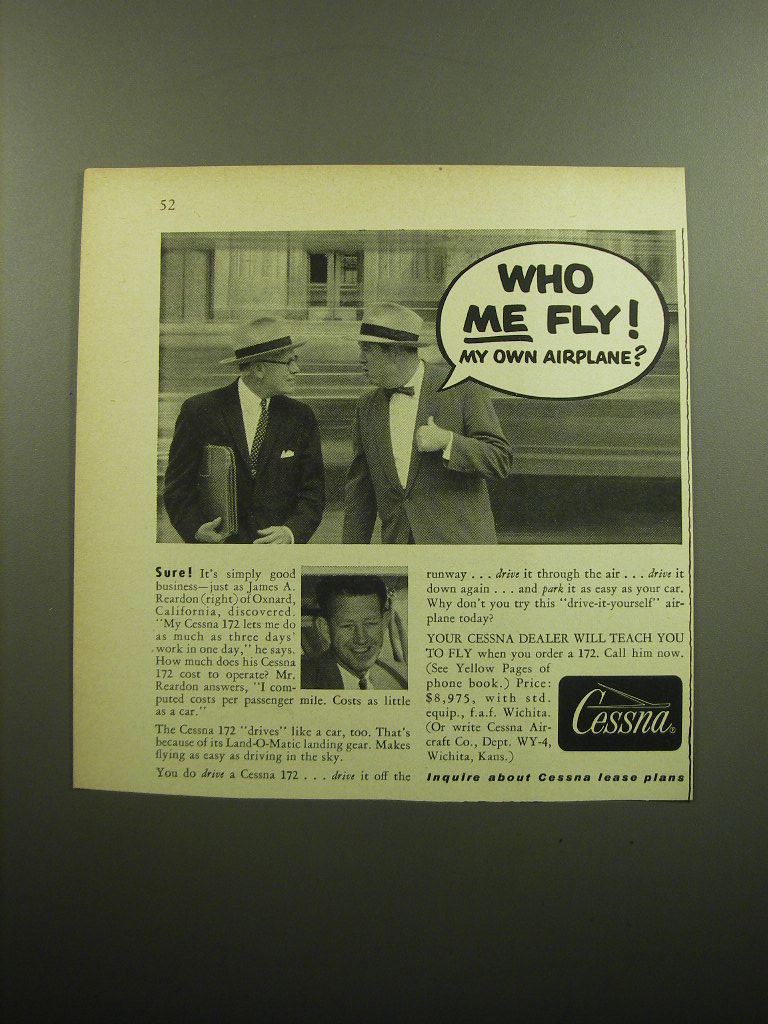 52
WHO
ME FLY!
MY OWN AIRPLANE?
Sure! It's simply good
business—just as James A.
Reardon (right) of Oxnard,
California, discovered.
"My Cessna 172 lets me do
as much as three days'
work in one day," he says.
How much does his Cessna
172 cost to operate? Mr.
Reardon answers, "I com-
puted costs per passenger mile. Costs as little
as a car."
The Cessna 172 "drives" like a car, too. That's
because of its Land-O-Matic landing gear. Makes
flying as easy as driving in the sky.
You do drive a Cessna 172 . . . drive it off the
runway . . . drive it through the air . . . drive it
down again . . . and park it as easy as your car.
Why don't you try this "drive-it-yourself" air-
plane today?
YOUR CESSNA DEALER WILL TEACH YOU
TO FLY when you order a 172. Call him now.
(See Yellow Pages of
phone book.) Price:
$8,975, with std.
equip., f.a.f. Wichita.
(Or write Cessna Air-
craft Co., Dept. WY-4,
Wichita, Kans.)
Cessna®
Inquire about Cessna lease plans